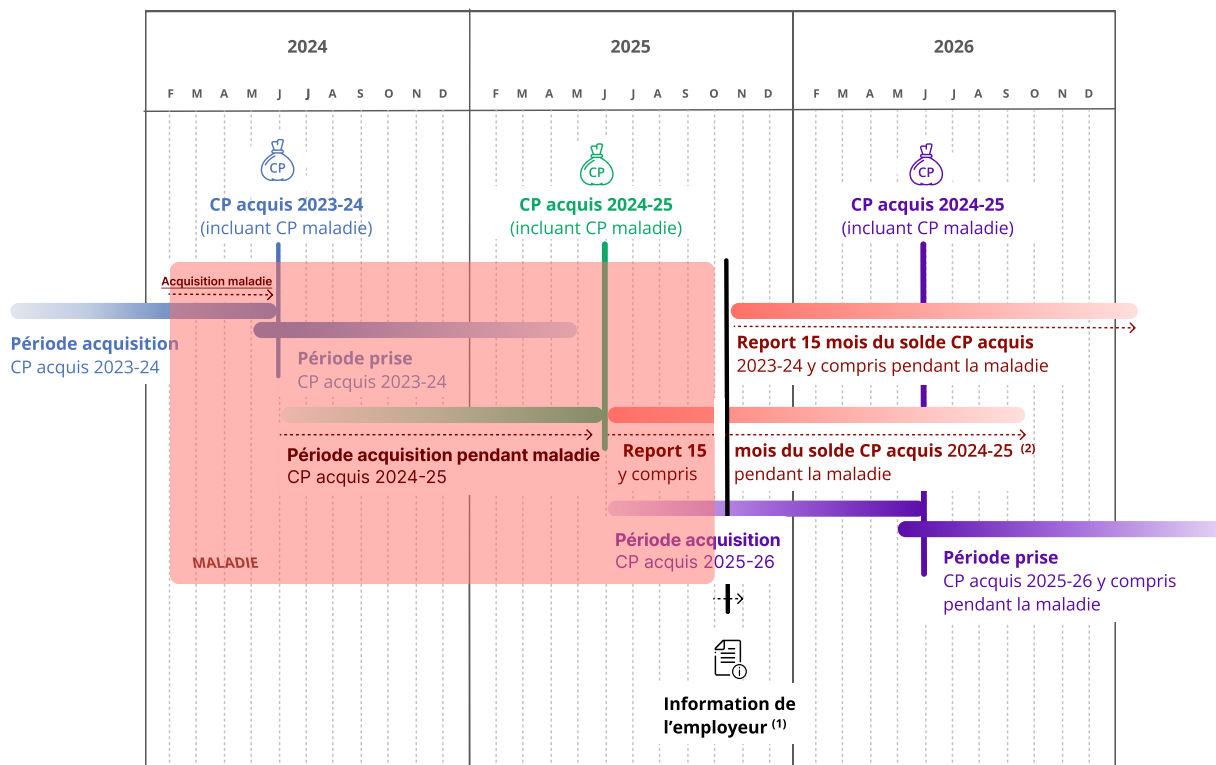 2024
2025
2026
F M A M J J A S O N D
F M A M J J A S O N D
F M A M J J A S O N D
CP
CP
CP
CP acquis 2023-24
(incluant CP maladie)
CP acquis 2024-25
(incluant CP maladie)
CP acquis 2024-25
(incluant CP maladie)
Acquisition maladie
Période acquisition
CP acquis 2023-24
Période prise
CP acquis 2023-24
Report 15 mois du solde CP acquis
2023-24 y compris pendant la maladie
Période acquisition pendant maladie
CP acquis 2024-25
Report 15 mois du solde CP acquis 2024-25 (2)
y compris pendant la maladie
Période acquisition
CP acquis 2025-26
Période prise
CP acquis 2025-26 y compris
pendant la maladie
MALADIE
Information de
l’employeur (1)